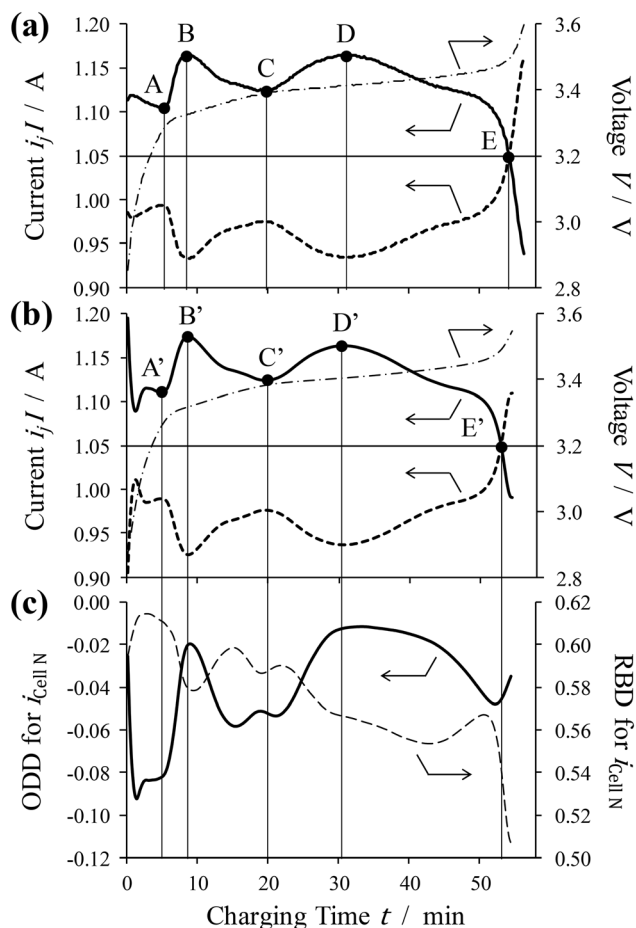 (a)
1.20
1.15
1.10
1.05
1.00
0.95
0.90
Current i_j I / A
A
B
C
D
E
3.6
3.4
3.2
3.0
2.8
Voltage V / V
(b)
1.20
1.15
1.10
1.05
1.00
0.95
0.90
Current i_j I / A
A'
B'
C'
D'
E'
3.6
3.4
3.2
3.0
2.8
Voltage V / V
(c)
0.00
-0.02
-0.04
-0.06
-0.08
-0.10
-0.12
ODD for i_Cell N
0.62
0.60
0.58
0.56
0.54
0.52
0.50
RBD for i_Cell N
0
10
20
30
40
50
Charging Time t / min